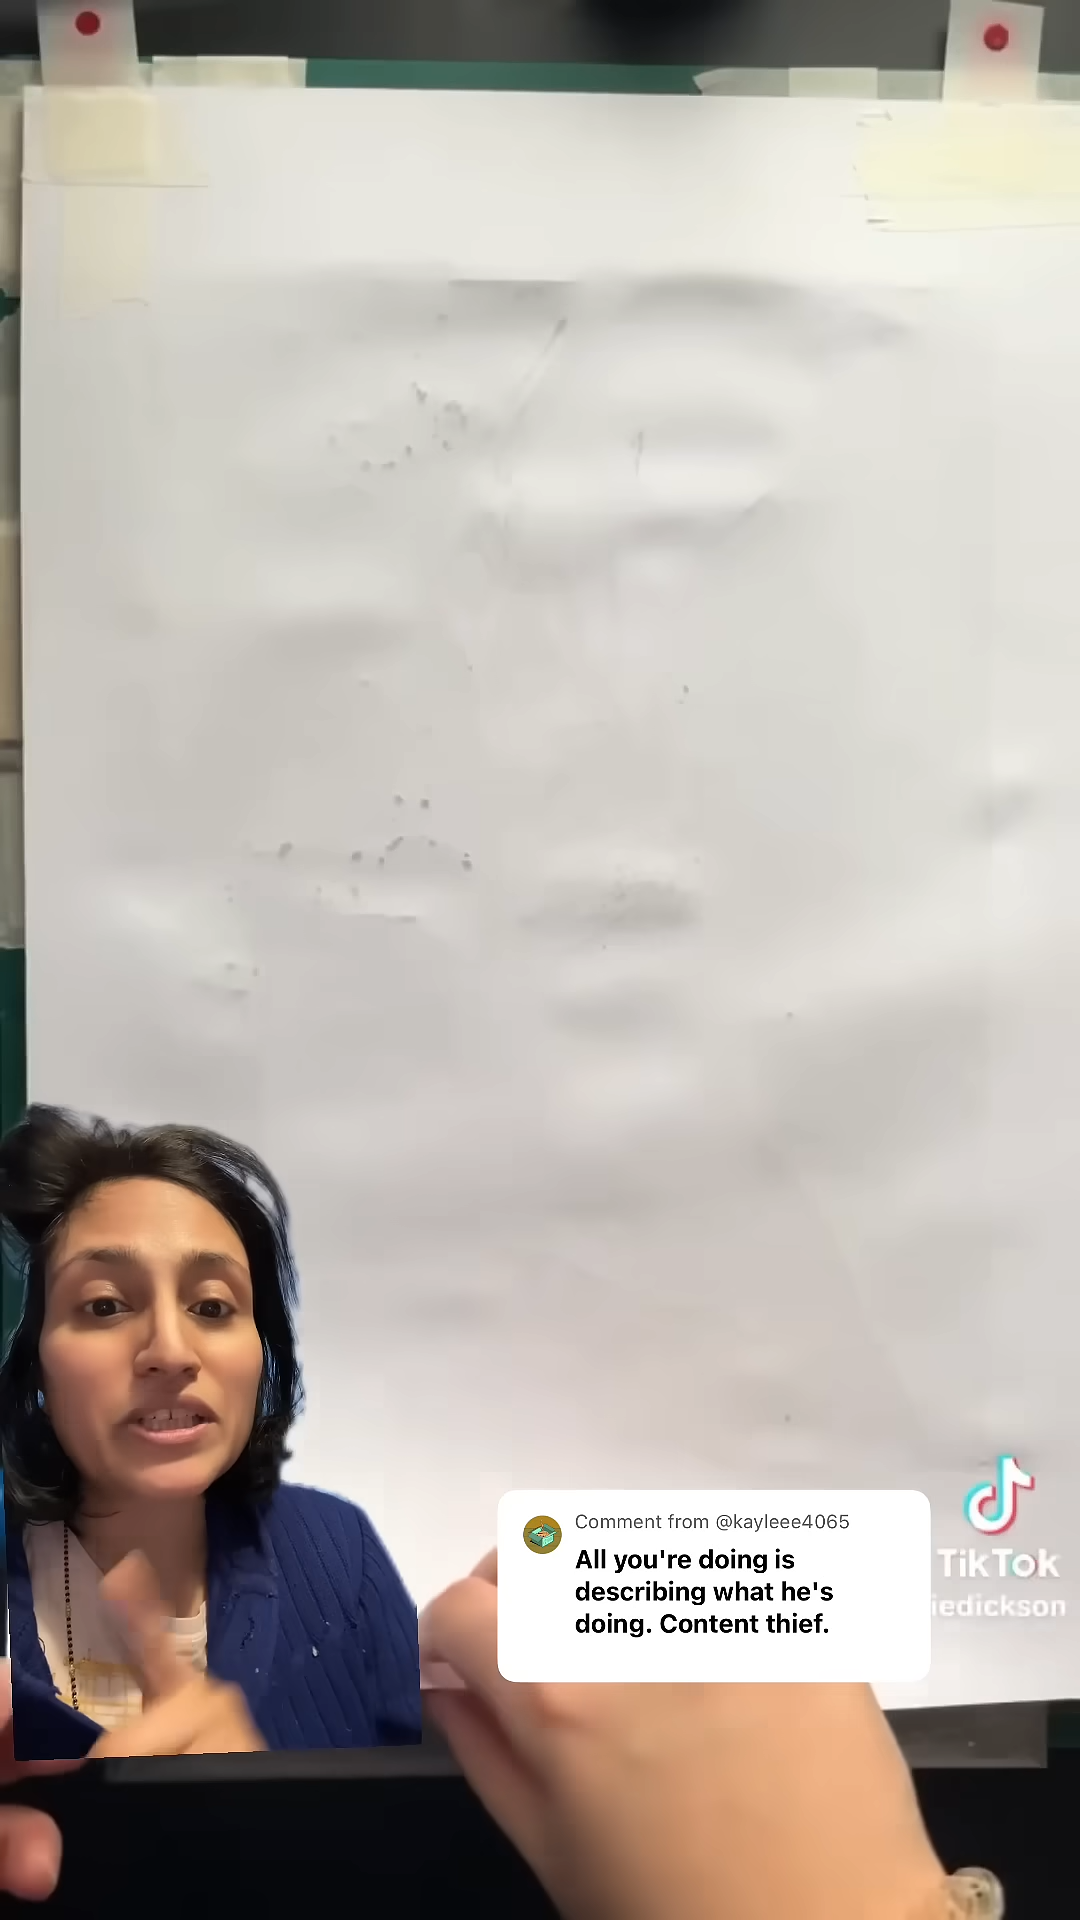 Comment from @kayleee4065
All you're doing is
describing what he's
doing. Content thief.
TikTok
iedickson